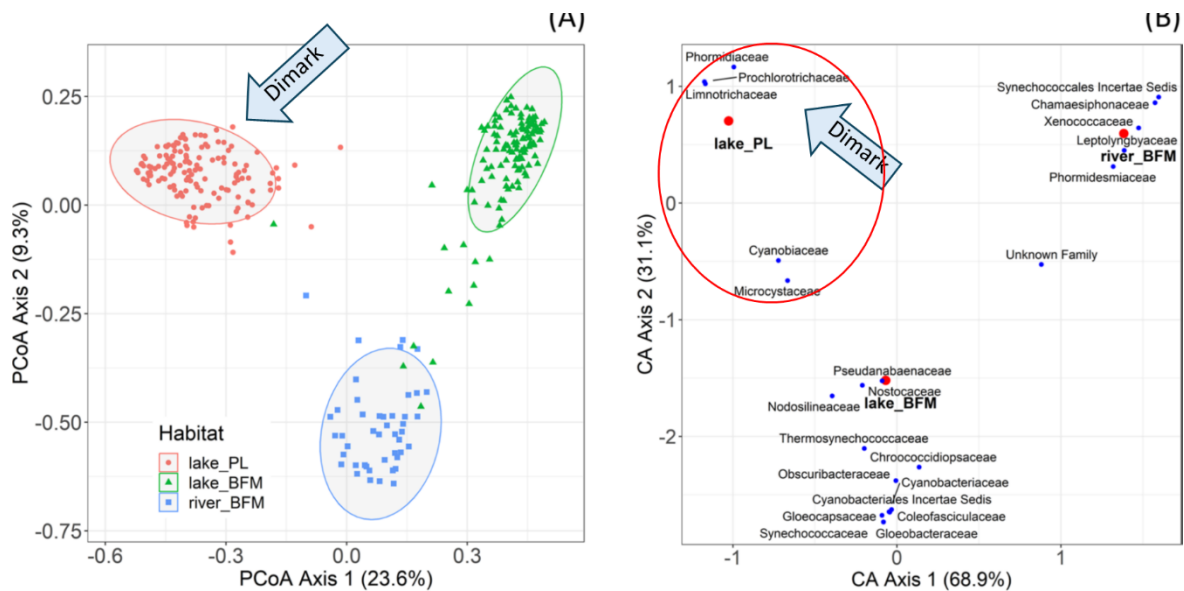 (A)
Dimark
0.25
0.00
-0.25
-0.50
-0.75
PCoA Axis 2 (9.3%)
Habitat
lake_PL
lake_BFM
river_BFM
-0.6
-0.3
0.0
0.3
PCoA Axis 1 (23.6%)
(B)
Phormidiaceae
Prochlorotrichaceae
Limnotrichaceae
lake_PL
Dimark
Synechococcales Incertae Sedis
Chamaesiphonaceae
Xenococcaceae
Leptolyngbyaceae
river_BFM
Phormidesmiaceae
Cyanobiaceae
Microcystaceae
Unknown Family
Pseudanabaenaceae
Nostocaceae
lake_BFM
Nodosilineaceae
Thermosynechococcaceae
Chroococcidiopsaceae
Obscuribacteraceae
Cyanobacteriaceae
Cyanobacteriales Incertae Sedis
Gloeocapsaceae
Coleofasciculaceae
Synechococcaceae
Gloeobacteraceae
1
0
-1
-2
CA Axis 2 (31.1%)
-1
0
1
CA Axis 1 (68.9%)